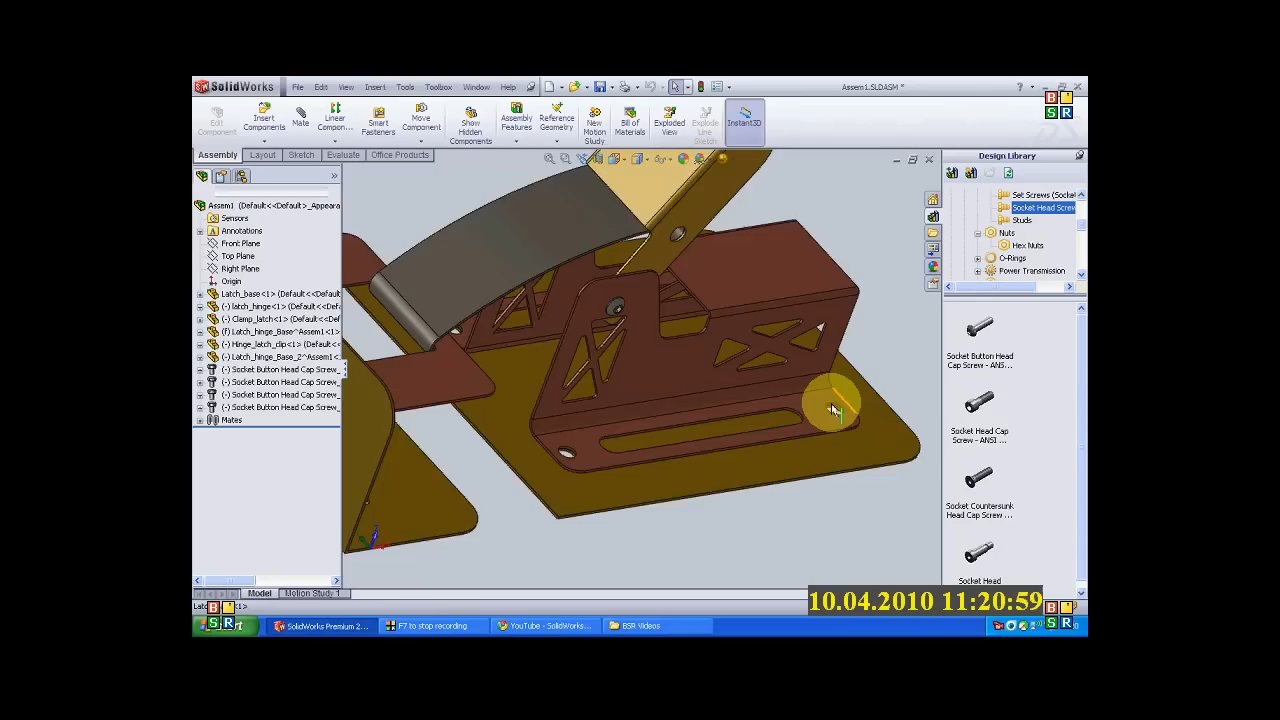 SolidWorks File Edit View Insert Tools Toolbox Window Help Assem1.SLDASM *
Edit Component
Insert Components
Mate
Linear Compon...
Smart Fasteners
Move Component
Show Hidden Components
Assembly Features
Reference Geometry
New Motion Study
Bill of Materials
Exploded View
Explode Line Sketch
Instant3D
Assembly Layout Sketch Evaluate Office Products
Design Library
Assem1 (Default<<Default>_Appeara
Sensors
Annotations
Front Plane
Top Plane
Right Plane
Origin
Latch_base<1> (Default<<Default
(-) latch_hinge<1> (Default<<Def
(-) Clamp_latch<1> (Default<<Def
(f) Latch_hinge_Base^Assem1<1>
(-) Hinge_latch_clip<1> (Default<
(-) Latch_hinge_Base_2^Assem1<
(-) Socket Button Head Cap Screw_
(-) Socket Button Head Cap Screw_
(-) Socket Button Head Cap Screw_
(-) Socket Button Head Cap Screw_
Mates
Set Screws (Socket
Socket Head Screw
Studs
Nuts
Hex Nuts
O-Rings
Power Transmission
Socket Button Head
Cap Screw - ANS...
Socket Head Cap
Screw - ANSI ...
Socket Countersunk
Head Cap Screw ...
Socket Head
Model Motion Study 1
10.04.2010 11:20:59
SolidWorks Premium 2... F7 to stop recording YouTube - SolidWorks... BSR Videos
B
S R
B
S R
B
S R